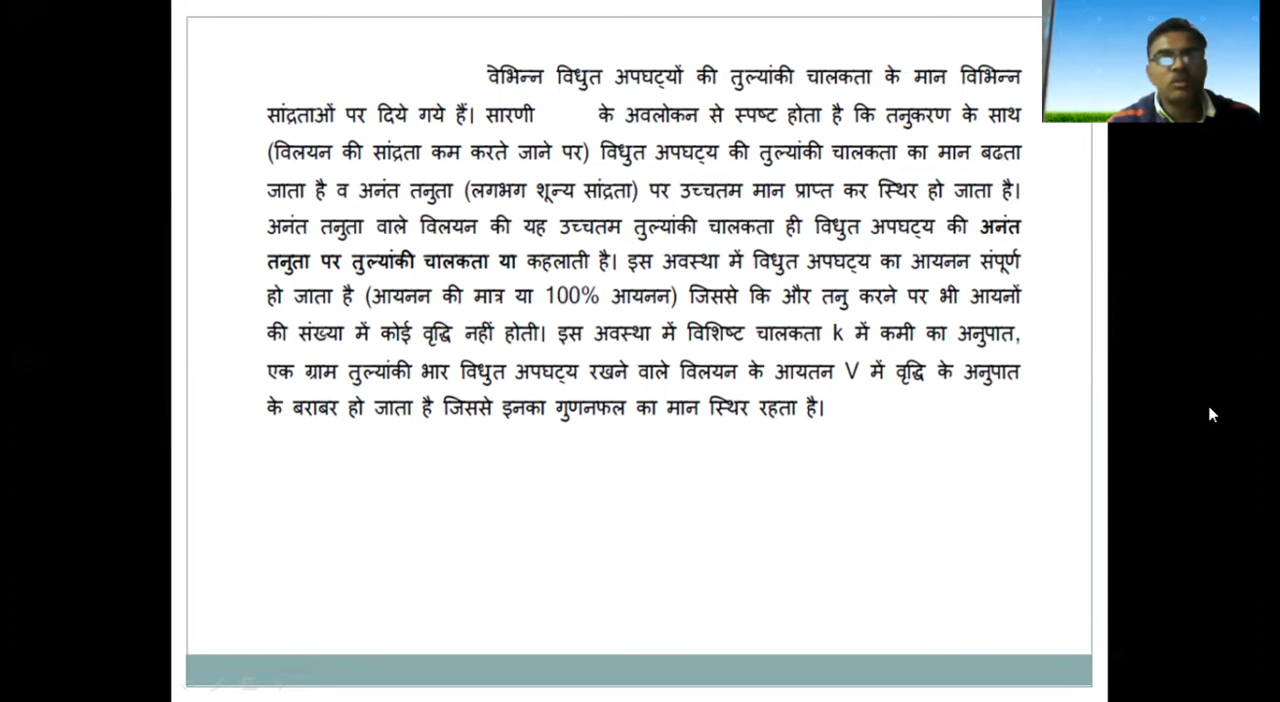 वेभिन्न विधुत अपघट्यों की तुल्यांकी चालकता के मान विभिन्न
सांद्रताओं पर दिये गये हैं। सारणी के अवलोकन से स्पष्ट होता है कि तनुकरण के साथ
(विलयन की सांद्रता कम करते जाने पर) विधुत अपघट्य की तुल्यांकी चालकता का मान बढता
जाता है व अनंत तनुता (लगभग शून्य सांद्रता) पर उच्चतम मान प्राप्त कर स्थिर हो जाता है।
अनंत तनुता वाले विलयन की यह उच्चतम तुल्यांकी चालकता ही विधुत अपघट्य की अनंत
तनुता पर तुल्यांकी चालकता या कहलाती है। इस अवस्था में विधुत अपघट्य का आयनन संपूर्ण
हो जाता है (आयनन की मात्र या 100% आयनन) जिससे कि और तनु करने पर भी आयनों
की संख्या में कोई वृद्धि नहीं होती। इस अवस्था में विशिष्ट चालकता k में कमी का अनुपात,
एक ग्राम तुल्यांकी भार विधुत अपघट्य रखने वाले विलयन के आयतन V में वृद्धि के अनुपात
के बराबर हो जाता है जिससे इनका गुणनफल का मान स्थिर रहता है।